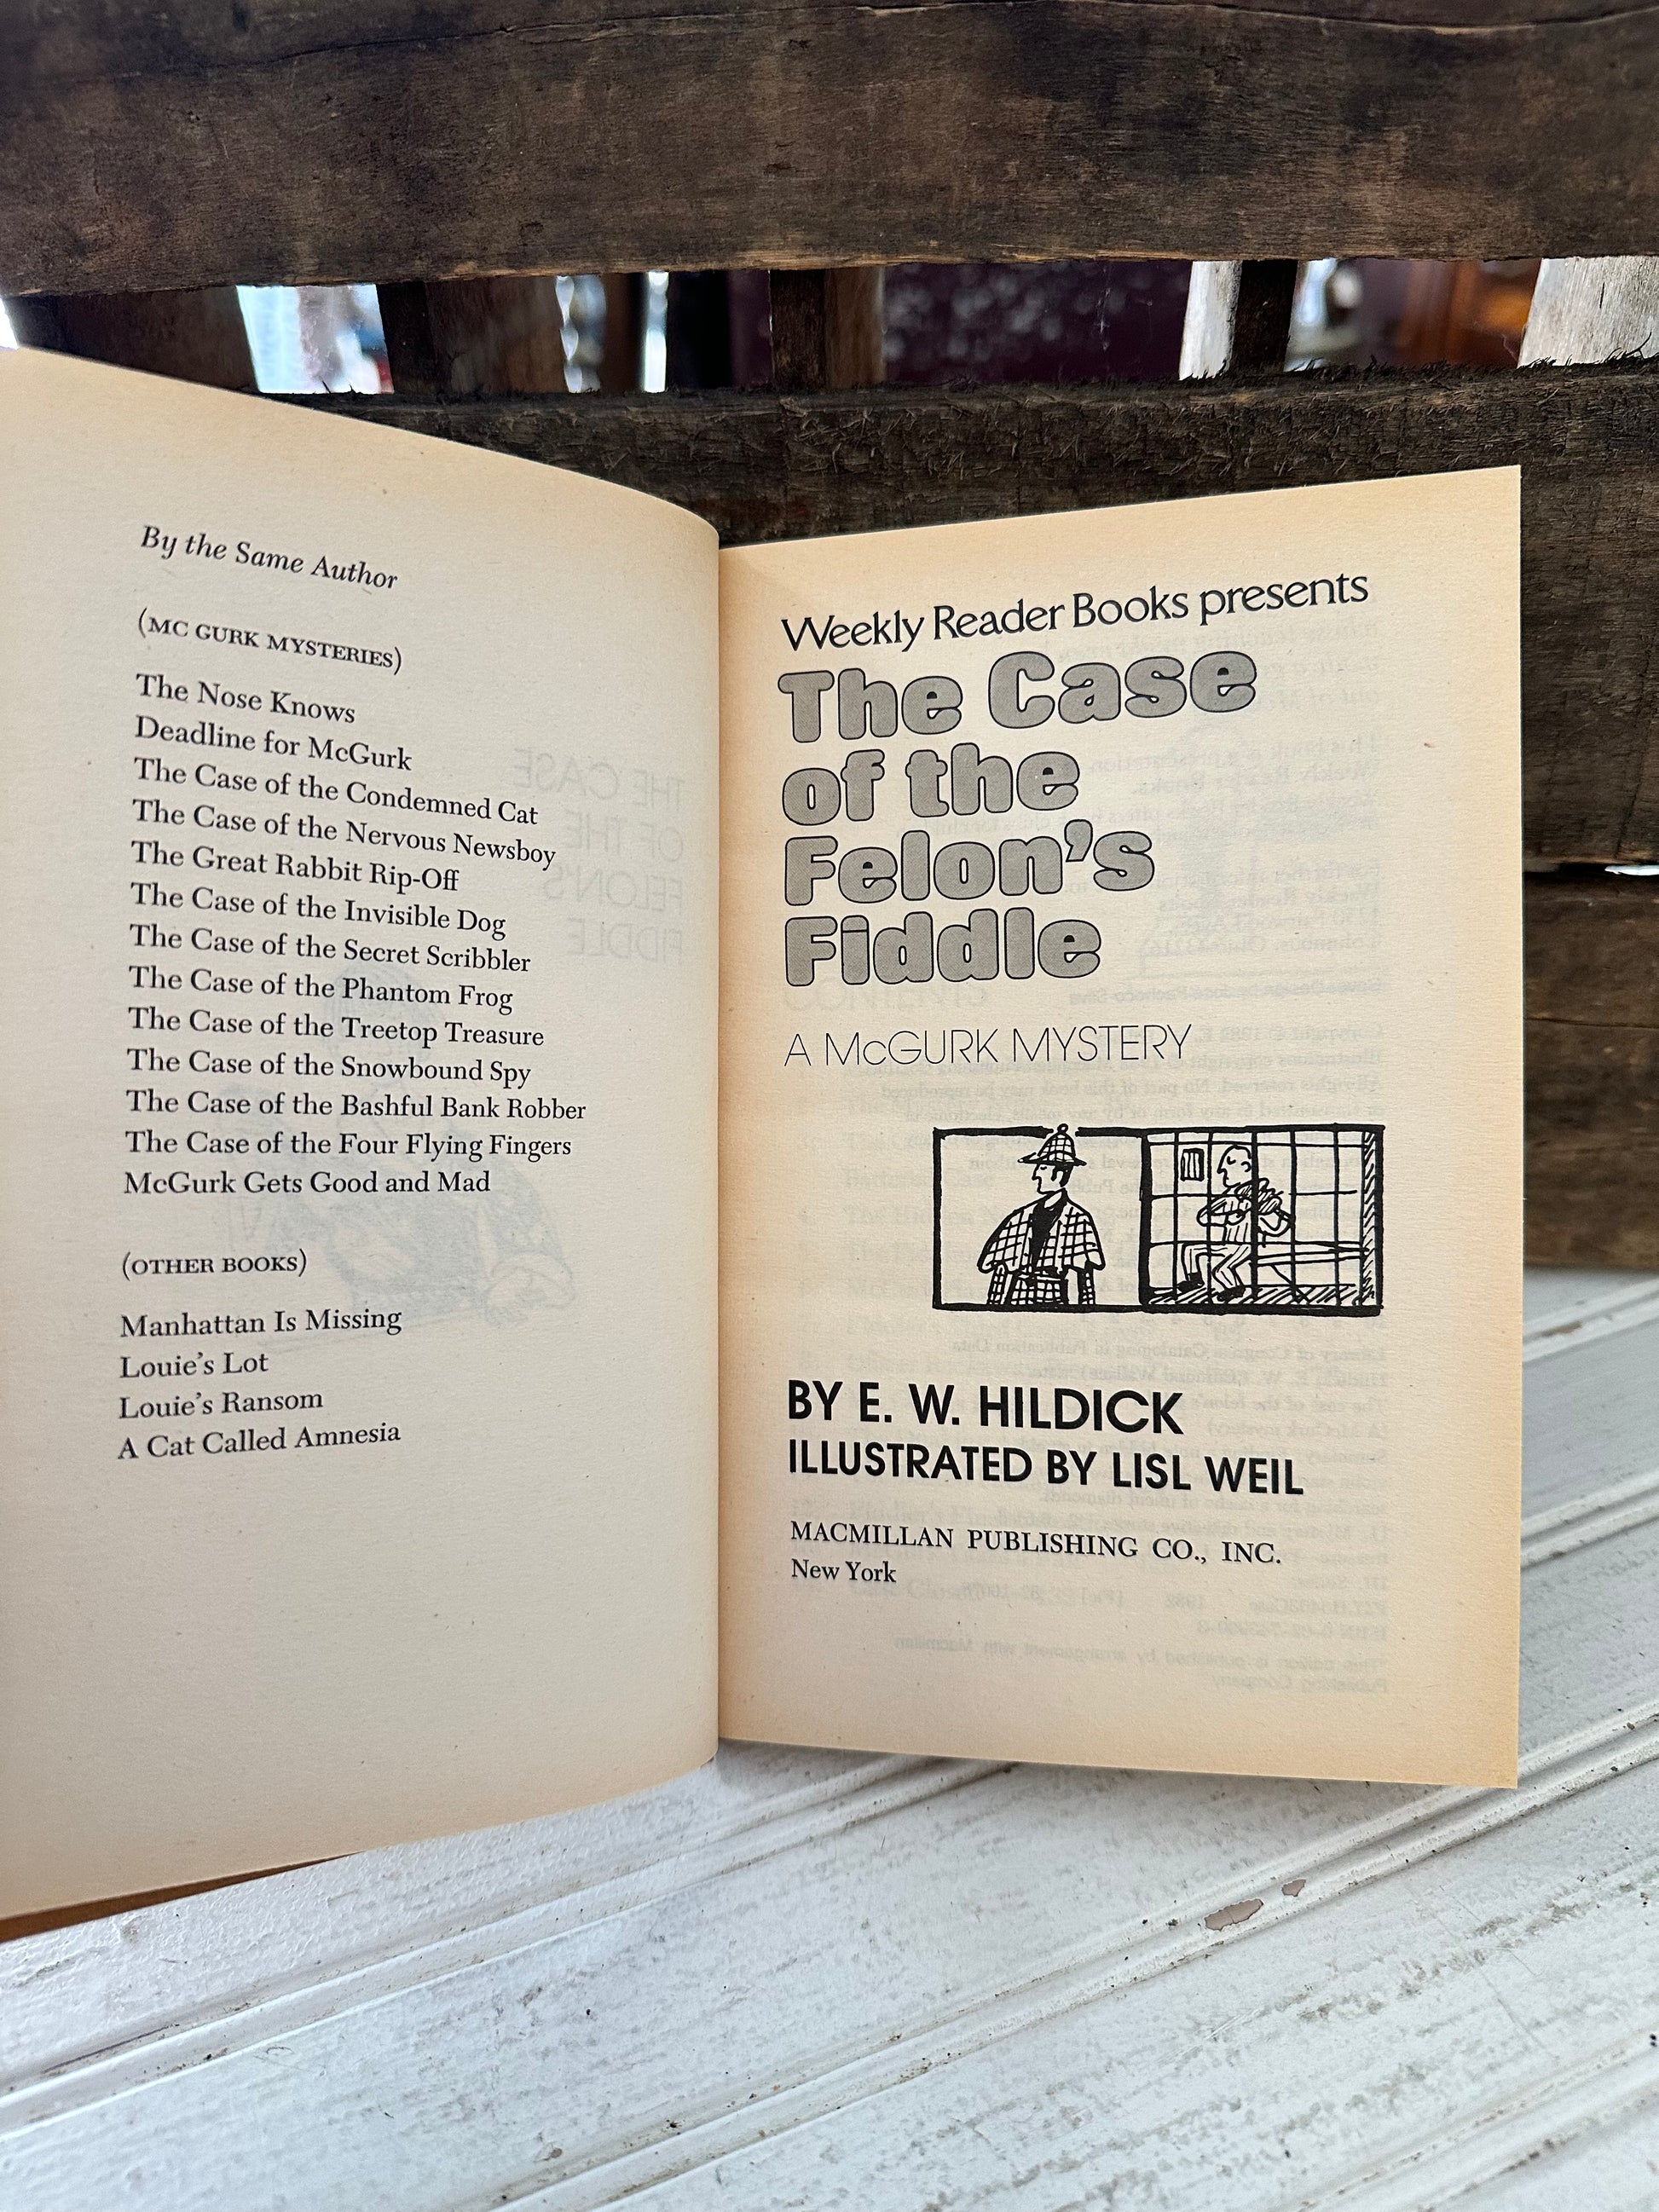 By the Same Author
(MC GURK MYSTERIES)
The Nose Knows
Deadline for McGurk
The Case of the Condemned Cat
The Case of the Nervous Newsboy
The Great Rabbit Rip-Off
The Case of the Invisible Dog
The Case of the Secret Scribbler
The Case of the Phantom Frog
The Case of the Treetop Treasure
The Case of the Snowbound Spy
The Case of the Bashful Bank Robber
The Case of the Four Flying Fingers
McGurk Gets Good and Mad
(OTHER BOOKS)
Manhattan Is Missing
Louie's Lot
Louie's Ransom
A Cat Called Amnesia
Weekly Reader Books presents
The Case
of the
Felon's
Fiddle
A McGURK MYSTERY
BY E. W. HILDICK
ILLUSTRATED BY LISL WEIL
MACMILLAN PUBLISHING CO., INC.
New York